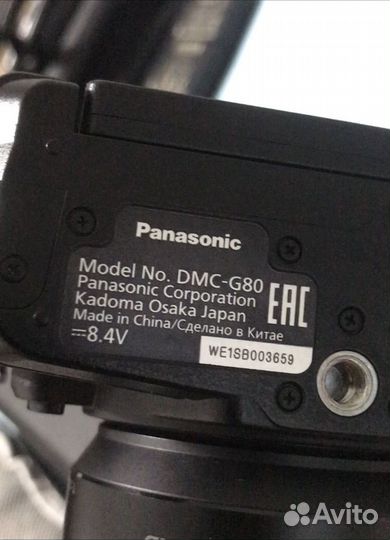 Panasonic
Model No. DMC-G80
Panasonic Corporation
Kadoma Osaka Japan
Made in China/Сделано в Китае
⎓8.4V
EAC
WE1SB003659
Avito